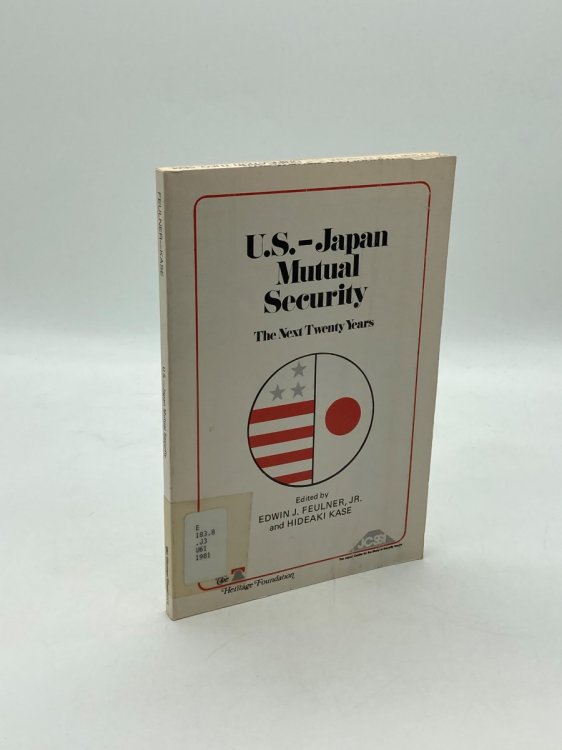 FEULNER—KASE
U.S.—Japan Mutual Security
U.S.–Japan
Mutual
Security
The Next Twenty Years
Edited by
EDWIN J. FEULNER, JR.
and HIDEAKI KASE
E
183.8
.J3
U61
1981
The
Heritage Foundation
JCSSI